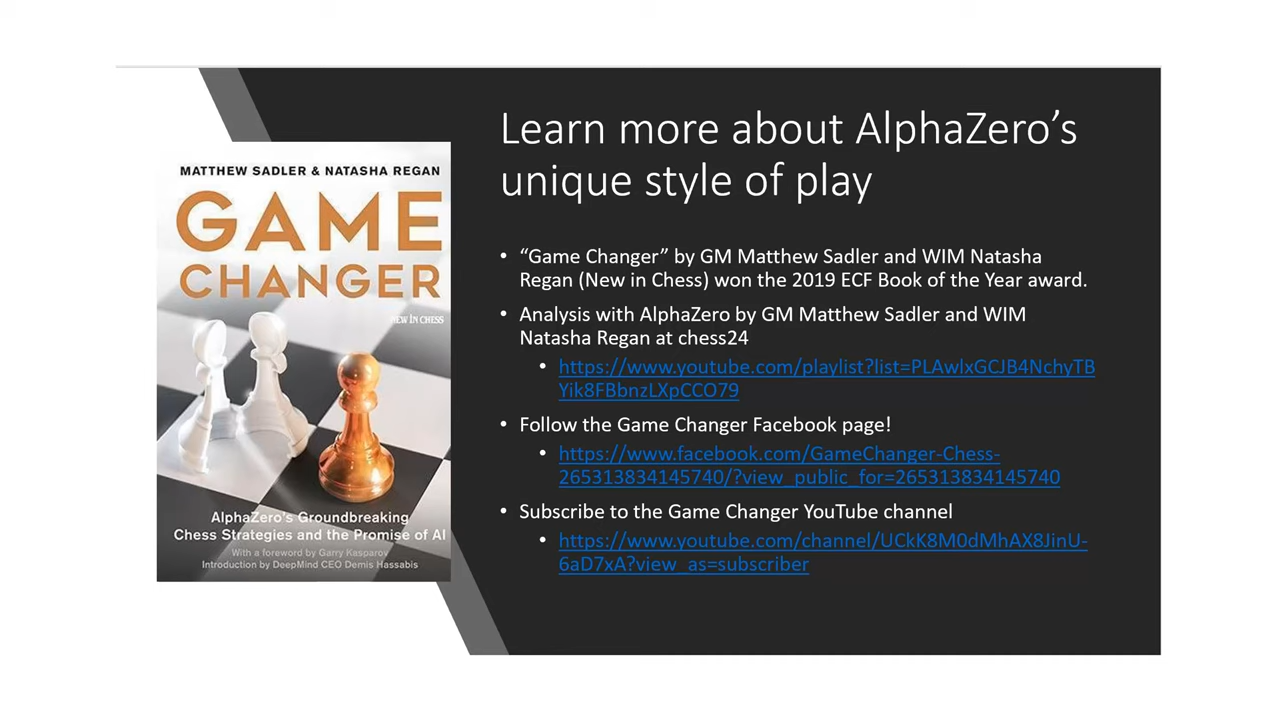 MATTHEW SADLER & NATASHA REGAN
GAME
CHANGER
NEW IN CHESS
AlphaZero's Groundbreaking
Chess Strategies and the Promise of AI
With a foreword by Garry Kasparov
Introduction by DeepMind CEO Demis Hassabis
Learn more about AlphaZero’s
unique style of play
• “Game Changer” by GM Matthew Sadler and WIM Natasha
Regan (New in Chess) won the 2019 ECF Book of the Year award.
• Analysis with AlphaZero by GM Matthew Sadler and WIM
Natasha Regan at chess24
• https://www.youtube.com/playlist?list=PLAwlxGCJB4NchyTB
Yik8FBbnzLXpCCO79
• Follow the Game Changer Facebook page!
• https://www.facebook.com/GameChanger-Chess-
265313834145740/?view_public_for=265313834145740
• Subscribe to the Game Changer YouTube channel
• https://www.youtube.com/channel/UCkK8M0dMhAX8JinU-
6aD7xA?view_as=subscriber